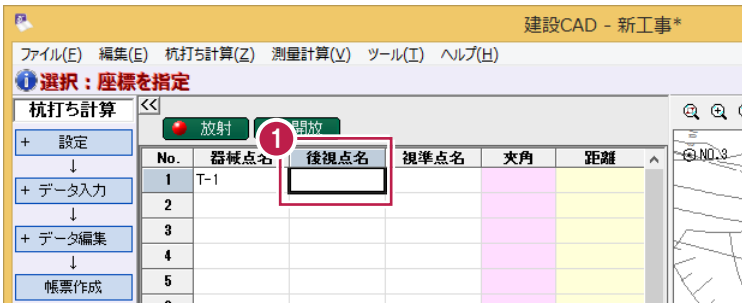 建設CAD - 新工事*
ファイル(F) 編集(E) 杭打ち計算(Z) 測量計算(V) ツール(T) ヘルプ(H)
選択：座標を指定
杭打ち計算
<<
放射 開放
1
+ 設定
↓
+ データ入力
↓
+ データ編集
↓
帳票作成
No. 器械点名 後視点名 視準点名 夾角 距離
1 T-1
2
3
4
5
NO.3